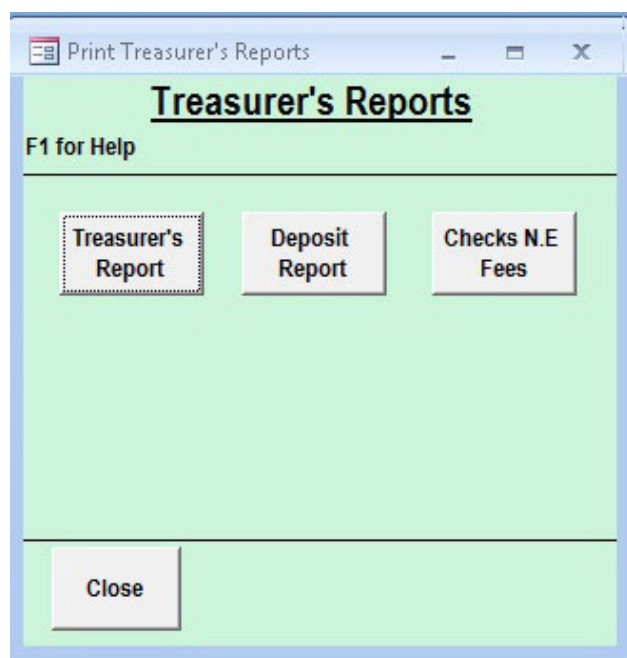 Print Treasurer's Reports
Treasurer's Reports
F1 for Help
Treasurer's
Report
Deposit
Report
Checks N.E
Fees
Close